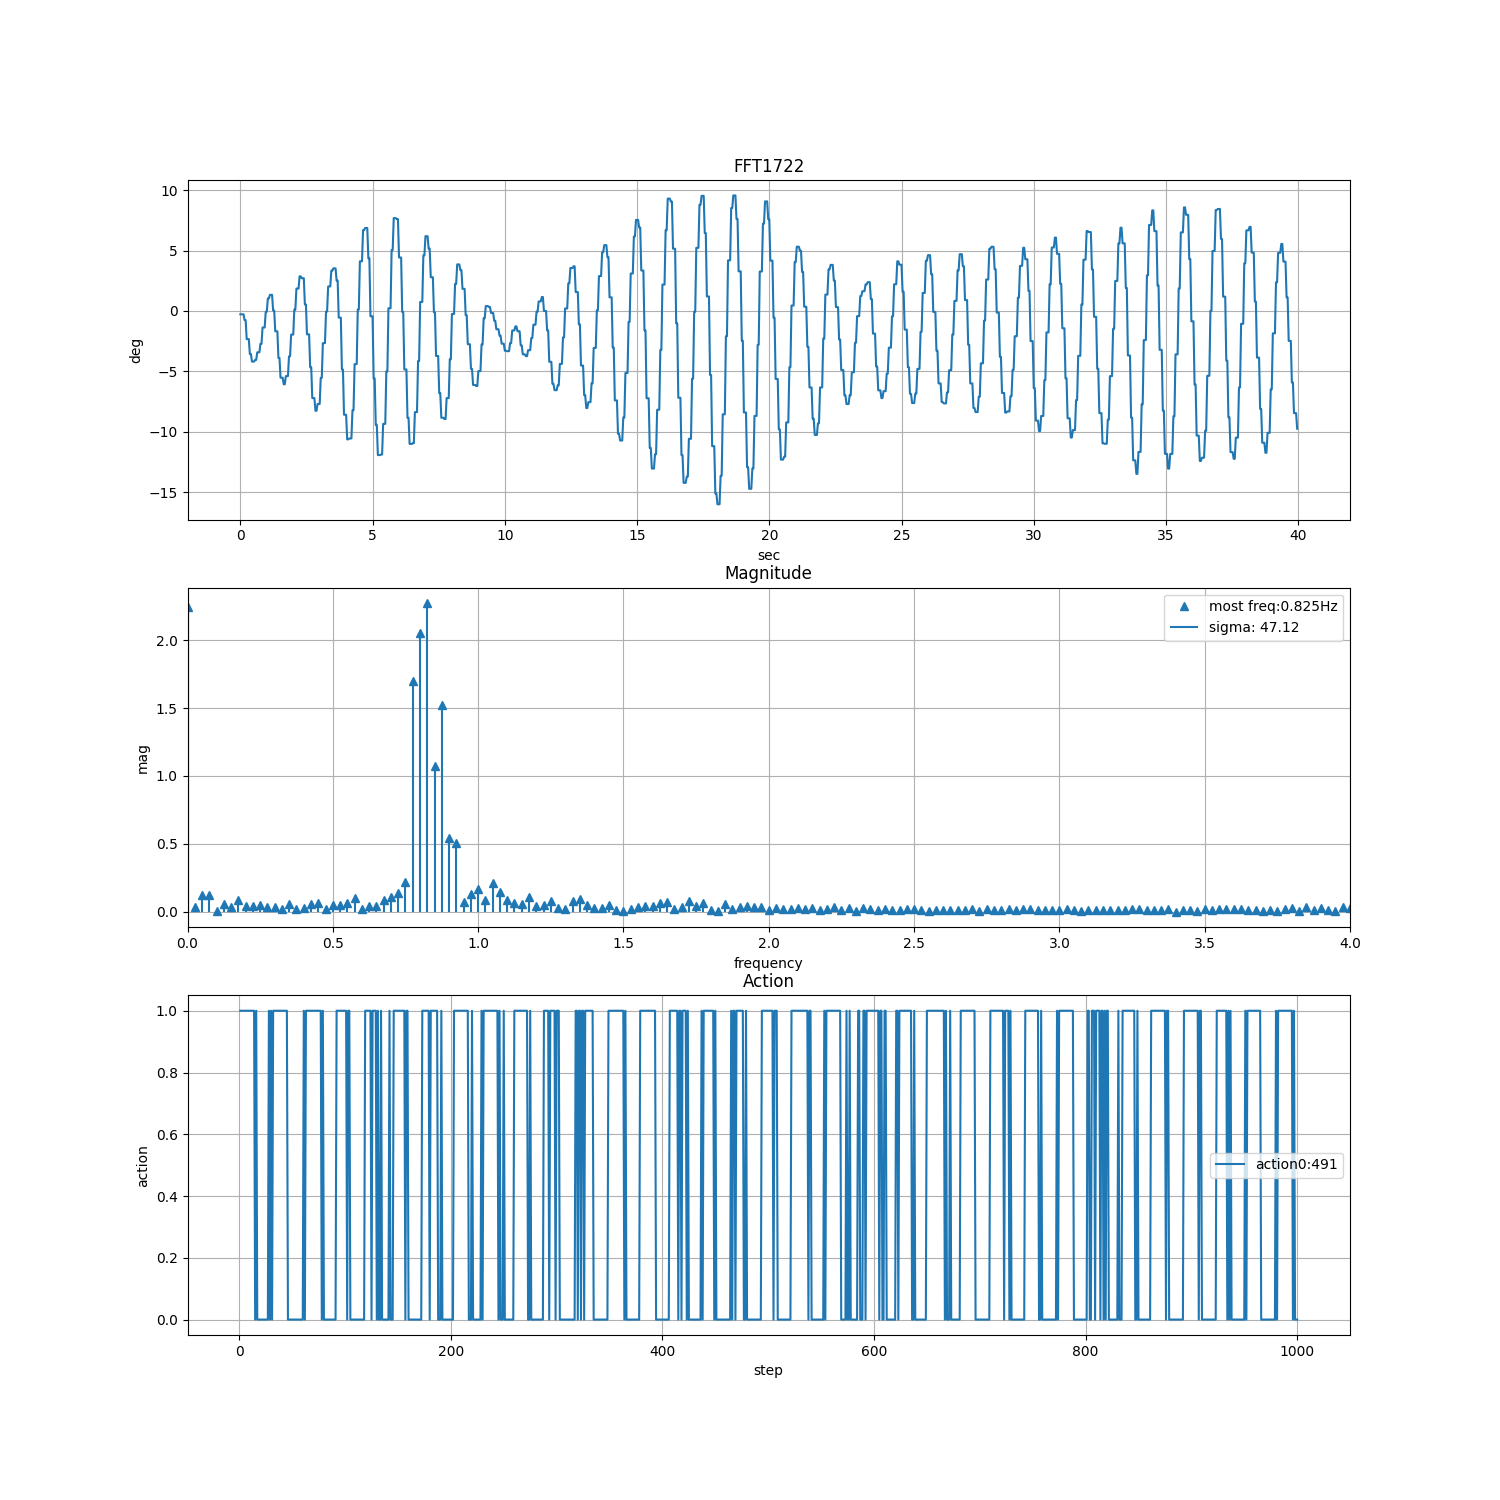 FFT1722
10
5
0
−5
−10
−15
deg
0 5 10 15 20 25 30 35 40
sec
Magnitude
most freq:0.825Hz
sigma: 47.12
2.0
1.5
1.0
0.5
0.0
mag
0.0 0.5 1.0 1.5 2.0 2.5 3.0 3.5 4.0
frequency
Action
1.0
0.8
0.6
0.4
0.2
0.0
action
action0:491
0 200 400 600 800 1000
step